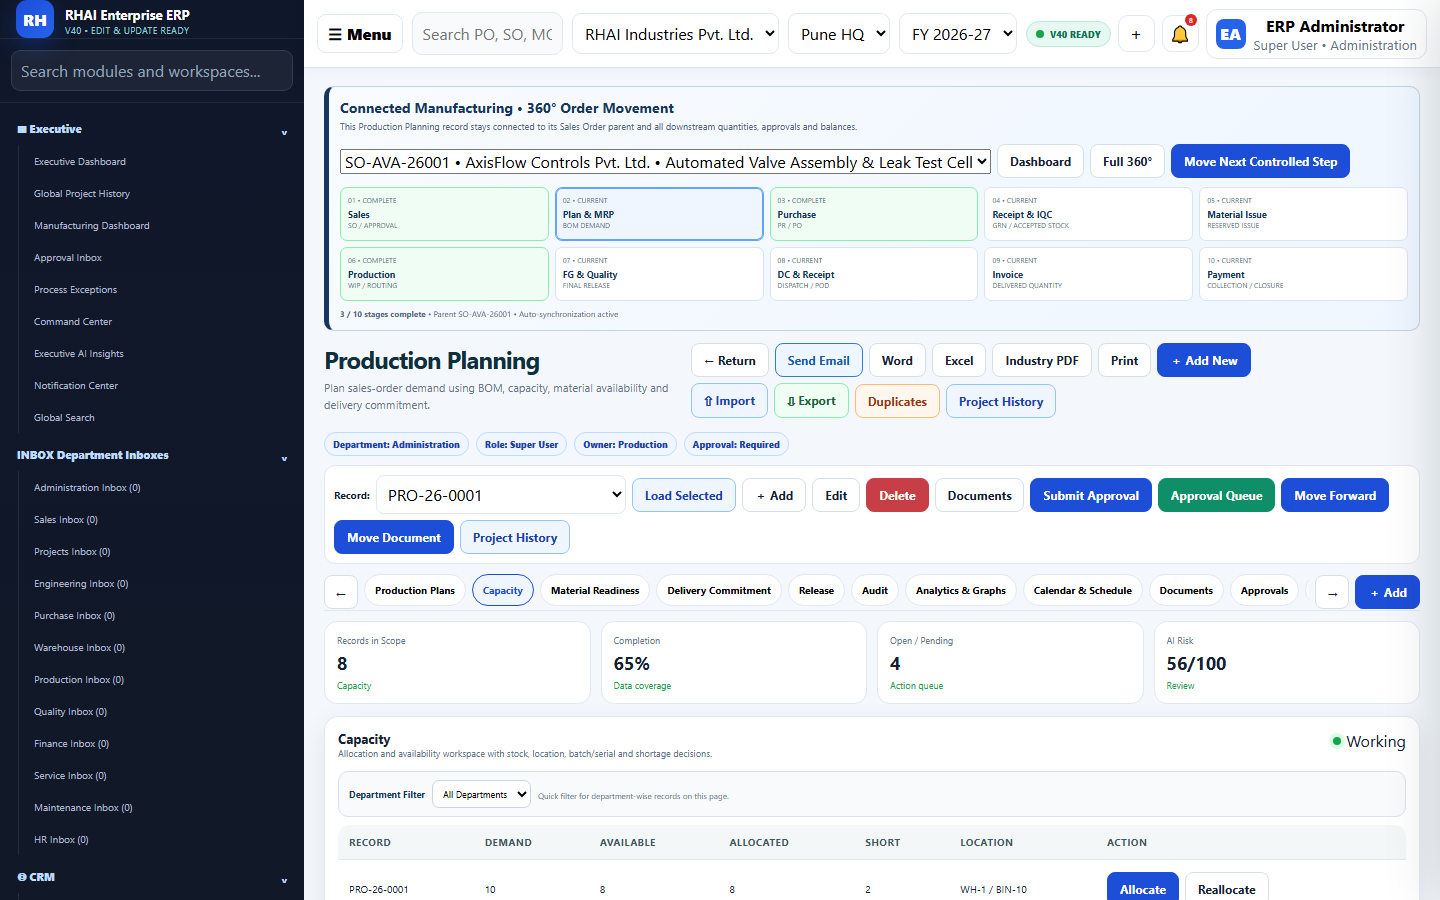 RH RHAI Enterprise ERP
V40 • EDIT & UPDATE READY
Search modules and workspaces...
Executive
Executive Dashboard
Global Project History
Manufacturing Dashboard
Approval Inbox
Process Exceptions
Command Center
Executive AI Insights
Notification Center
Global Search
INBOX Department Inboxes
Administration Inbox (0)
Sales Inbox (0)
Projects Inbox (0)
Engineering Inbox (0)
Purchase Inbox (0)
Warehouse Inbox (0)
Production Inbox (0)
Quality Inbox (0)
Finance Inbox (0)
Service Inbox (0)
Maintenance Inbox (0)
HR Inbox (0)
CRM
☰ Menu
Search PO, SO, MC
RHAI Industries Pvt. Ltd.
Pune HQ
FY 2026-27
V40 READY
+
8
EA
ERP Administrator
Super User • Administration
Connected Manufacturing • 360° Order Movement
This Production Planning record stays connected to its Sales Order parent and all downstream quantities, approvals and balances.
SO-AVA-26001 • AxisFlow Controls Pvt. Ltd. • Automated Valve Assembly & Leak Test Cell
Dashboard
Full 360°
Move Next Controlled Step
01 • COMPLETE
Sales
SO / APPROVAL
02 • CURRENT
Plan & MRP
BOM DEMAND
03 • COMPLETE
Purchase
PR / PO
04 • CURRENT
Receipt & IQC
GRN / ACCEPTED STOCK
05 • CURRENT
Material Issue
RESERVED ISSUE
06 • COMPLETE
Production
WIP / ROUTING
07 • CURRENT
FG & Quality
FINAL RELEASE
08 • CURRENT
DC & Receipt
DISPATCH / POD
09 • CURRENT
Invoice
DELIVERED QUANTITY
10 • CURRENT
Payment
COLLECTION / CLOSURE
3 / 10 stages complete • Parent SO-AVA-26001 • Auto-synchronization active
Production Planning
Plan sales-order demand using BOM, capacity, material availability and
delivery commitment.
← Return
Send Email
Word
Excel
Industry PDF
Print
+ Add New
⇧ Import
⇩ Export
Duplicates
Project History
Department: Administration
Role: Super User
Owner: Production
Approval: Required
Record:
PRO-26-0001
Load Selected
+ Add
Edit
Delete
Documents
Submit Approval
Approval Queue
Move Forward
Move Document
Project History
←
Production Plans
Capacity
Material Readiness
Delivery Commitment
Release
Audit
Analytics & Graphs
Calendar & Schedule
Documents
Approvals
→
+ Add
Records in Scope
8
Capacity
Completion
65%
Data coverage
Open / Pending
4
Action queue
AI Risk
56/100
Review
Capacity
Allocation and availability workspace with stock, location, batch/serial and shortage decisions.
Working
Department Filter
All Departments
Quick filter for department-wise records on this page.
RECORD DEMAND AVAILABLE ALLOCATED SHORT LOCATION ACTION
PRO-26-0001 10 8 8 2 WH-1 / BIN-10 Allocate Reallocate